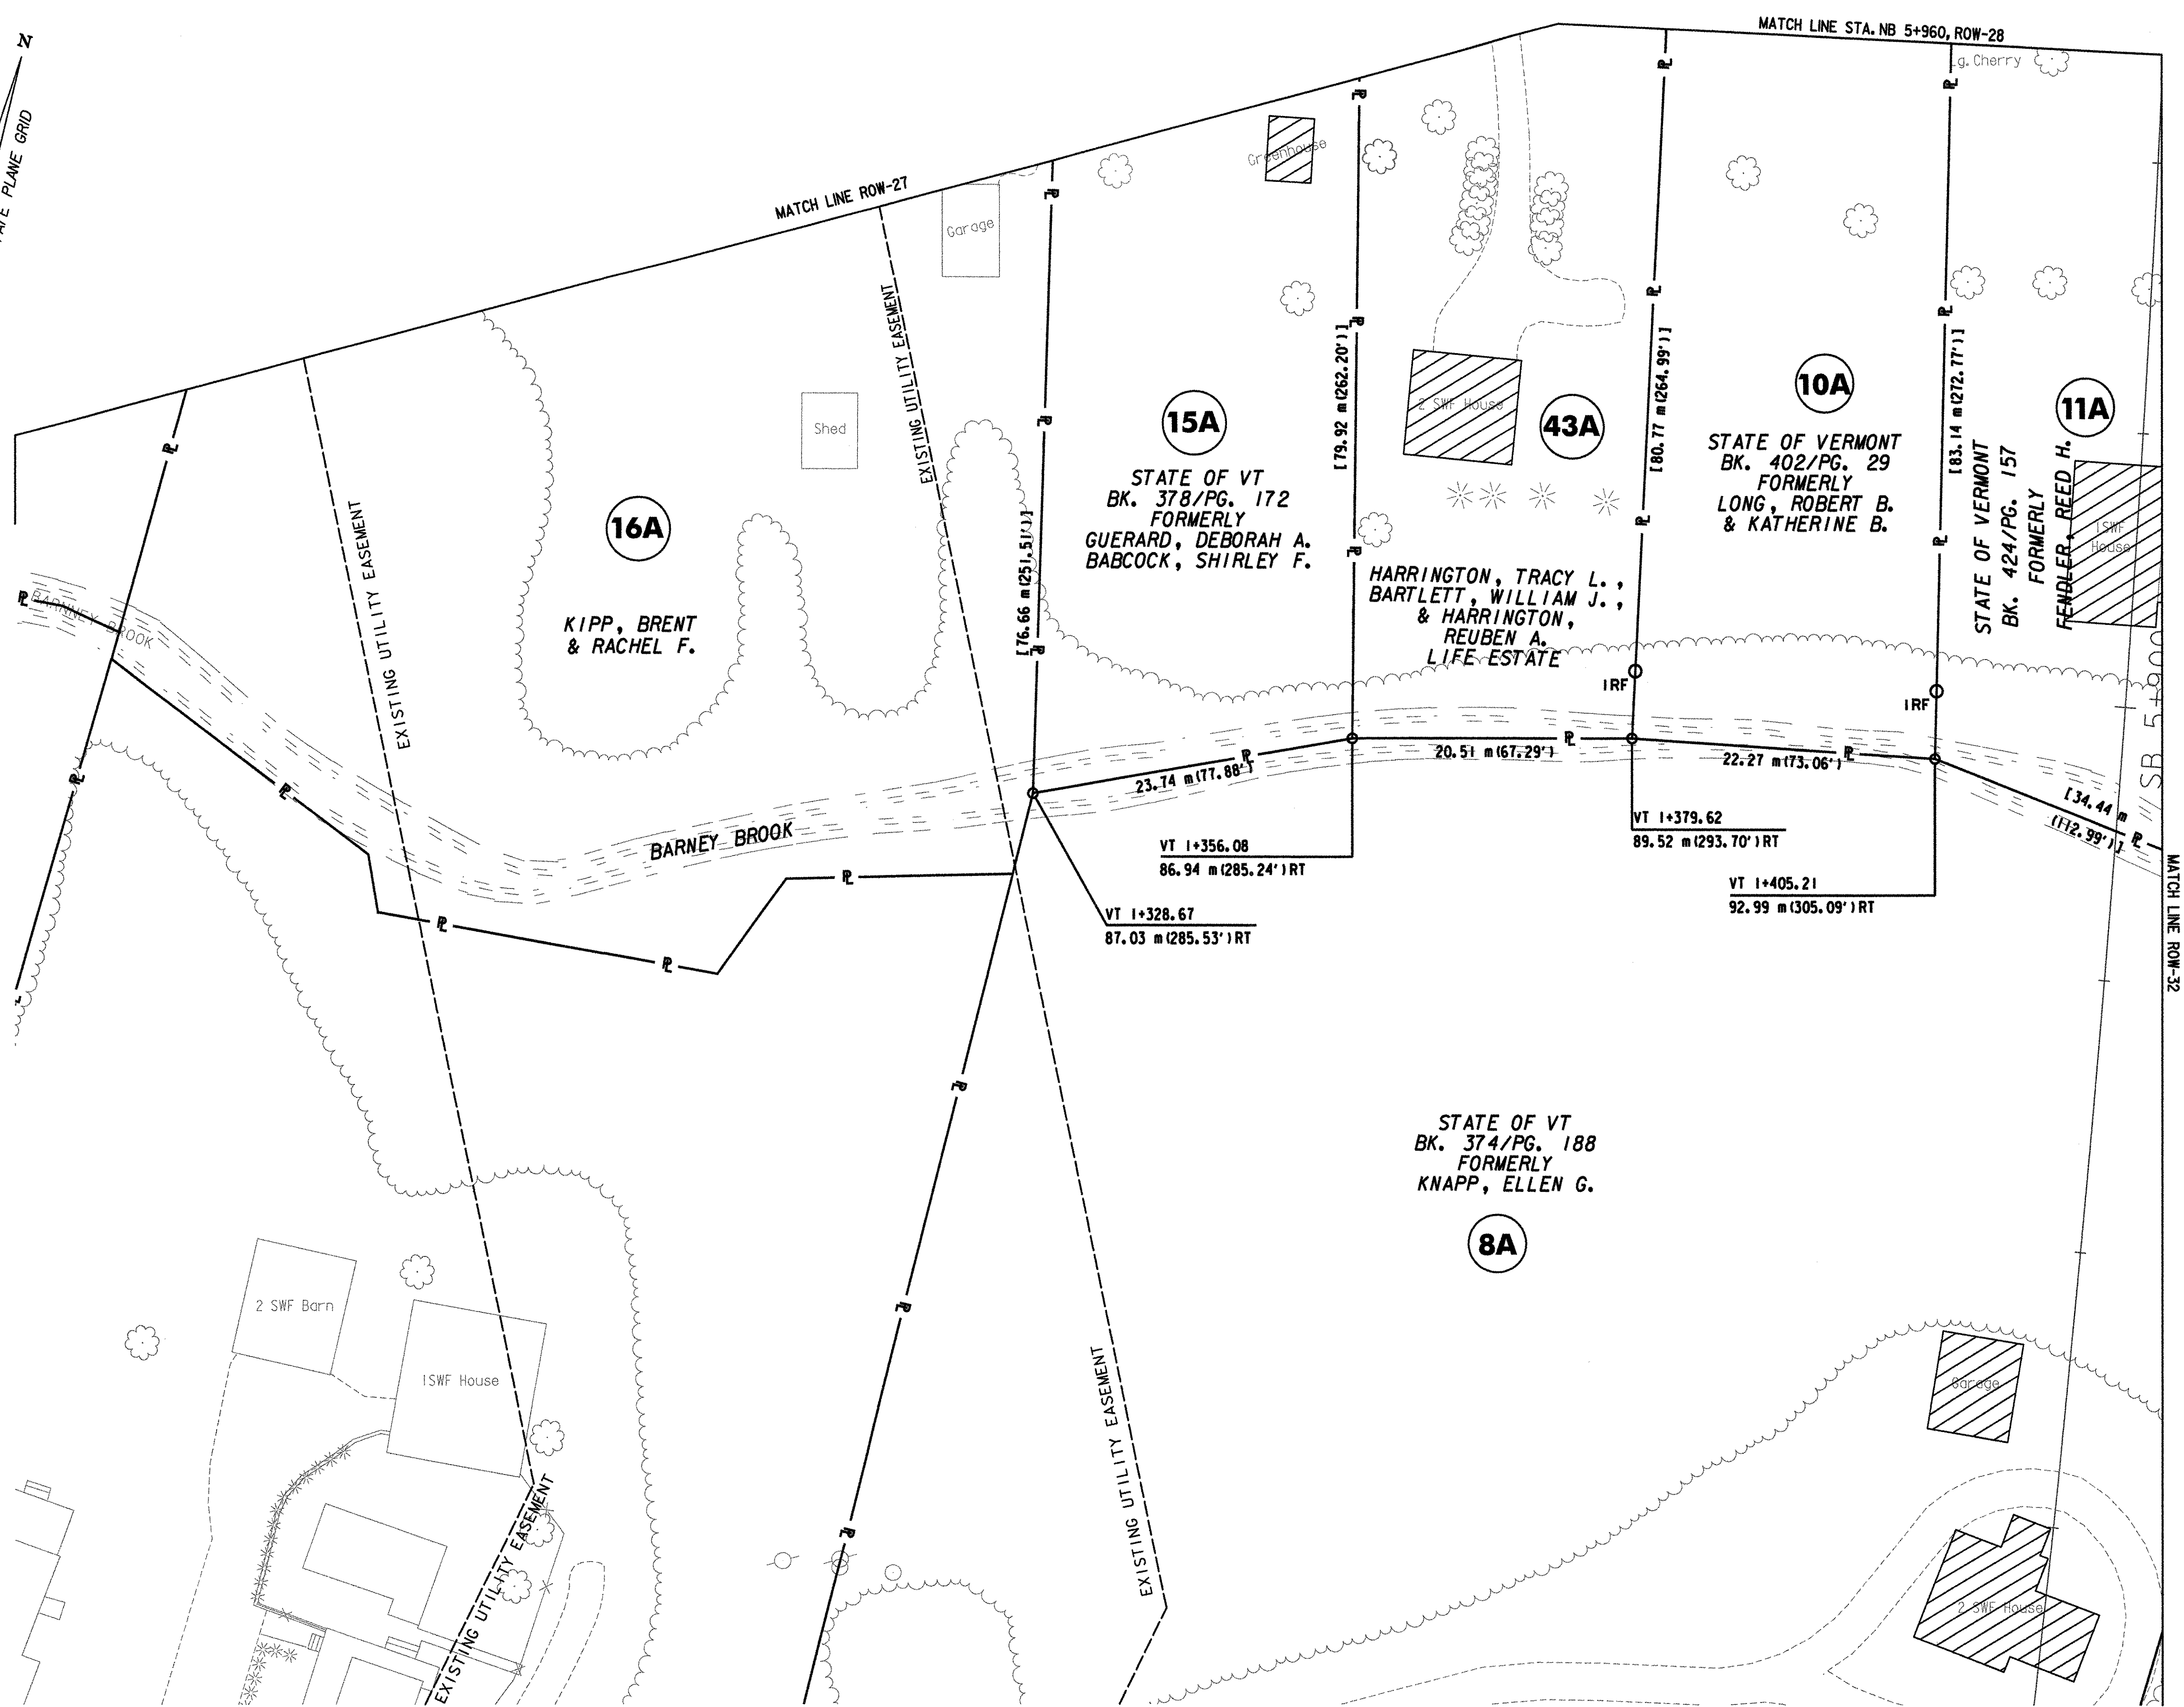 N
PLANE GRID
MATCH LINE STA. NB 5+960, ROW-28
MATCH LINE ROW-27
Lg. Cherry
Greenhouse
Garage
EXISTING UTILITY EASEMENT
EXISTING UTILITY EASEMENT
Shed
16A
KIPP, BRENT
& RACHEL F.
[76.66 m(251.51')]
15A
STATE OF VT
BK. 378/PG. 172
FORMERLY
GUERARD, DEBORAH A.
BABCOCK, SHIRLEY F.
[79.92 m(262.20')]
2 SWF House
43A
HARRINGTON, TRACY L.,
BARTLETT, WILLIAM J.,
& HARRINGTON,
REUBEN A.
LIFE ESTATE
[80.77 m(264.99')]
10A
STATE OF VERMONT
BK. 402/PG. 29
FORMERLY
LONG, ROBERT B.
& KATHERINE B.
[83.14 m(272.77')]
11A
STATE OF VERMONT
BK. 424/PG. 157
FORMERLY
FENDLER, REED H.
1SWF
House
SB 5+900
IRF
IRF
BARNNEY BROOK
BARNEY BROOK
23.74 m(77.88')
20.51 m(67.29')
22.27 m(73.06')
[34.44 m
(112.99')]
VT 1+356.08
86.94 m(285.24')RT
VT 1+379.62
89.52 m(293.70')RT
VT 1+405.21
92.99 m(305.09')RT
VT 1+328.67
87.03 m(285.53')RT
MATCH LINE ROW-32
STATE OF VT
BK. 374/PG. 188
FORMERLY
KNAPP, ELLEN G.
8A
2 SWF Barn
1SWF House
EXISTING UTILITY EASEMENT
EXISTING UTILITY EASEMENT
Garage
2 SWF House